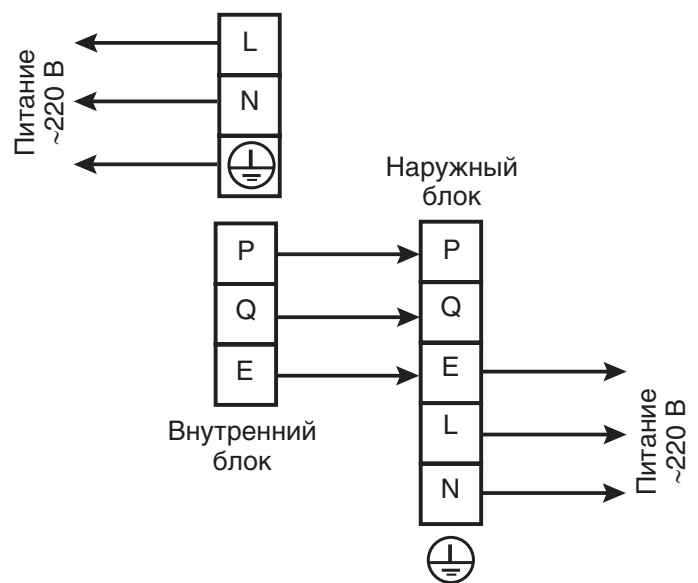 Питание
~220 В
L
N
Наружный
блок
P
Q
E
Внутренний
блок
P
Q
E
L
N
Питание
~220 В